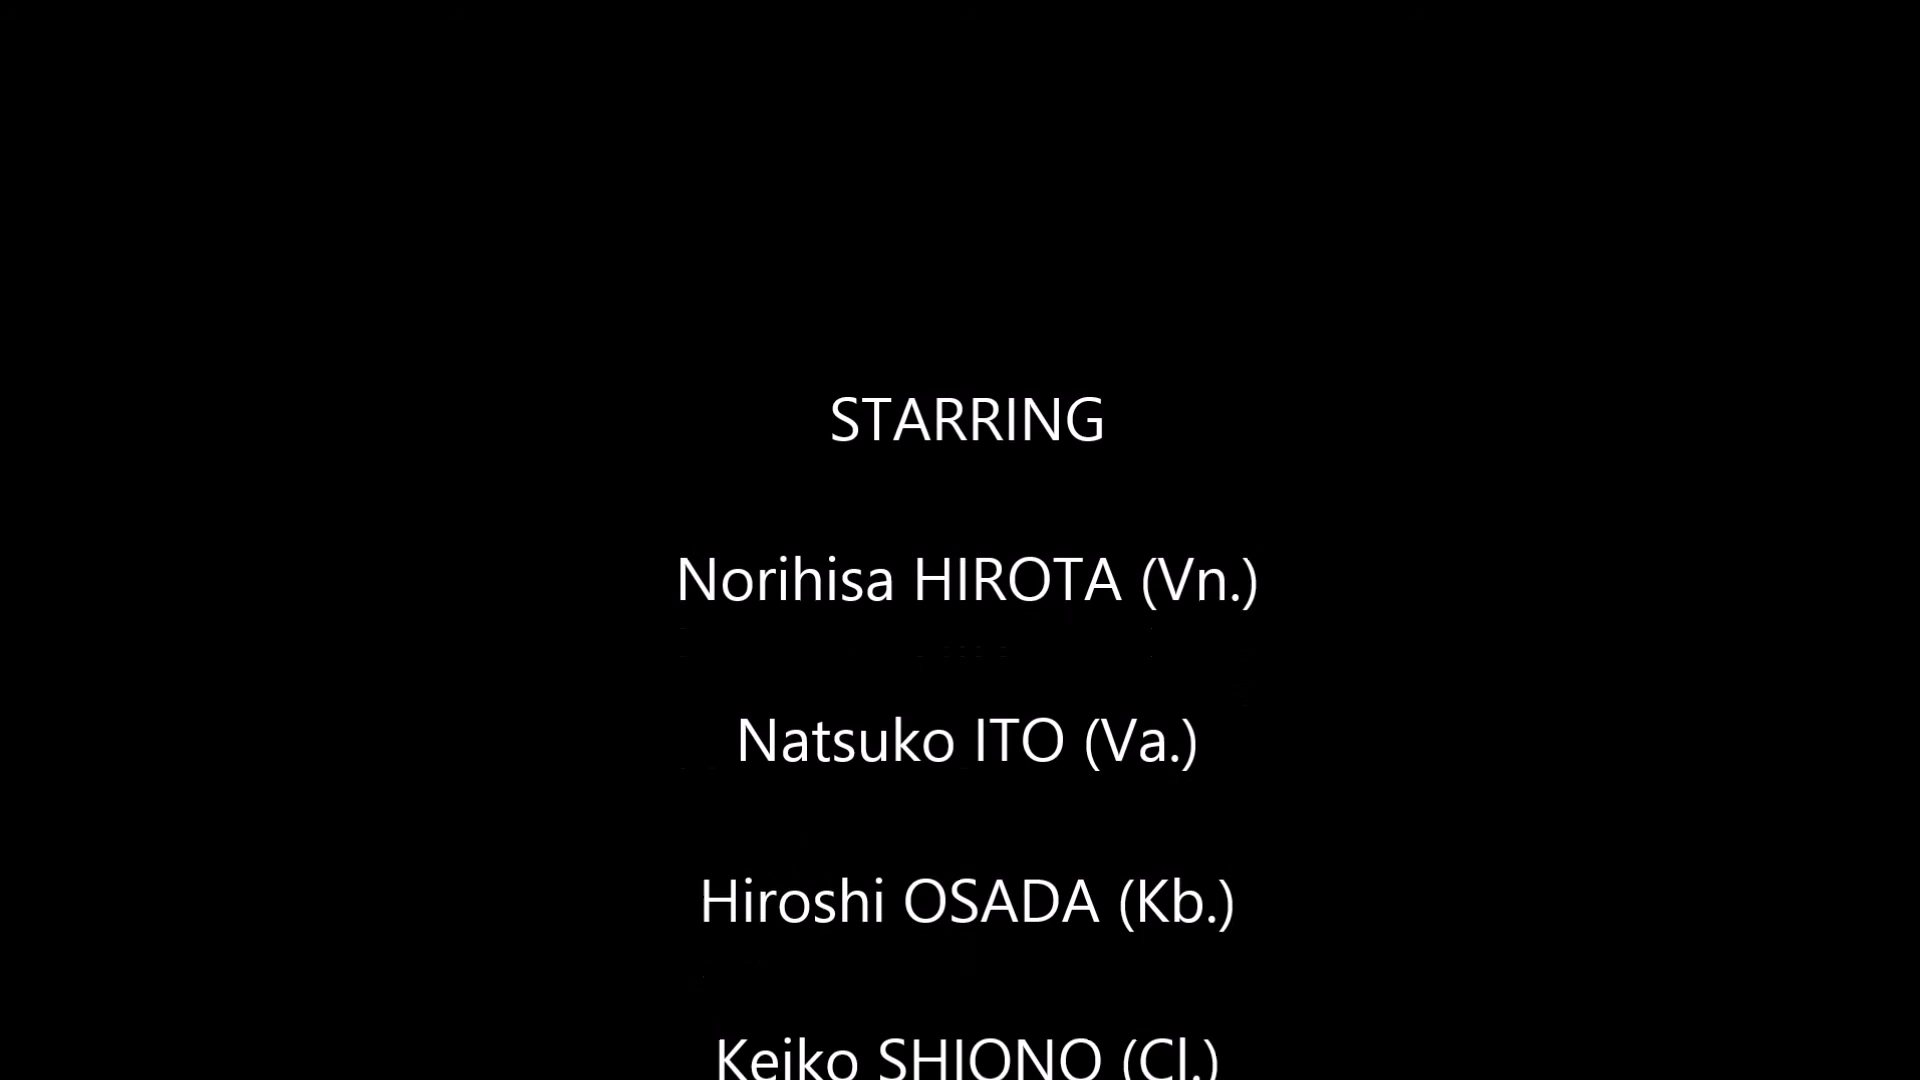 STARRING
Norihisa HIROTA (Vn.)
Natsuko ITO (Va.)
Hiroshi OSADA (Kb.)
Keiko SHIONO (Cl.)